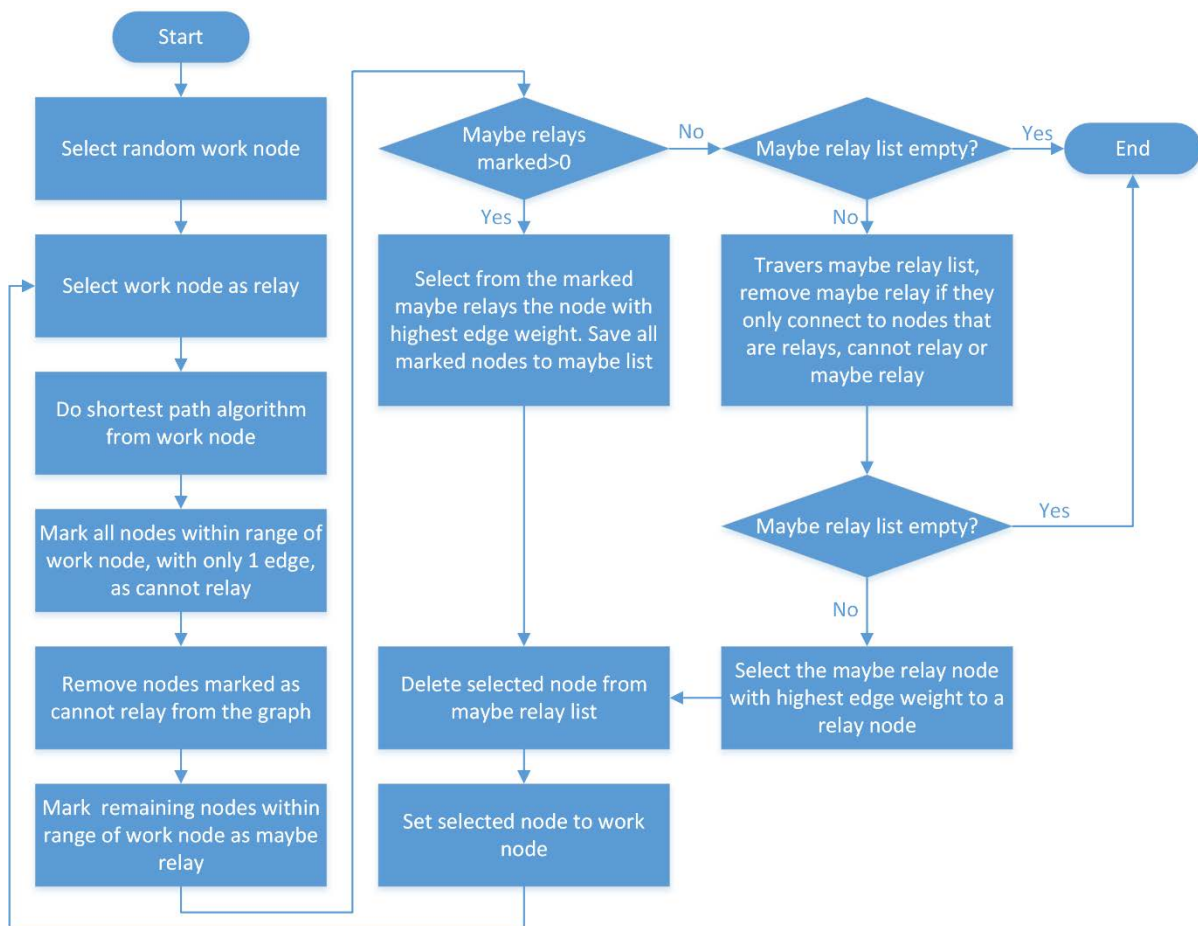 Start
Select random work node
Select work node as relay
Do shortest path algorithm
from work node
Mark all nodes within range of
work node, with only 1 edge,
as cannot relay
Remove nodes marked as
cannot relay from the graph
Mark remaining nodes within
range of work node as maybe
relay
Maybe relays
marked>0
No
Yes
Select from the marked
maybe relays the node with
highest edge weight. Save all
marked nodes to maybe list
Delete selected node from
maybe relay list
Set selected node to work
node
Maybe relay list empty?
Yes
No
Travers maybe relay list,
remove maybe relay if they
only connect to nodes that
are relays, cannot relay or
maybe relay
Maybe relay list empty?
Yes
No
Select the maybe relay node
with highest edge weight to a
relay node
End